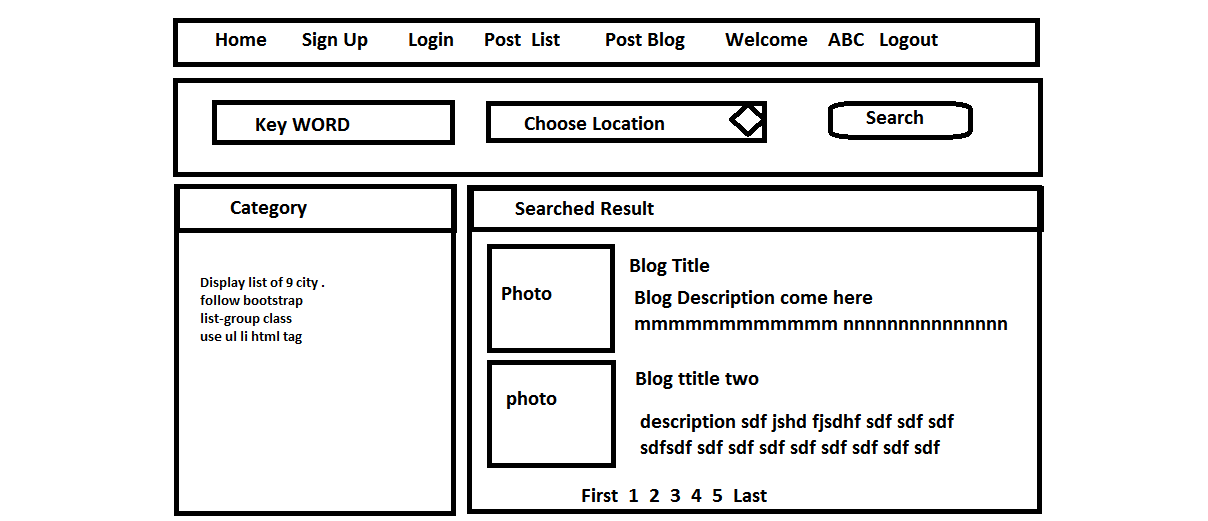 Home Sign Up Login Post List Post Blog Welcome ABC Logout
Key WORD Choose Location Search
Category
Display list of 9 city .
follow bootstrap
list-group class
use ul li html tag
Searched Result
Photo
Blog Title
Blog Description come here
mmmmmmmmmmmm nnnnnnnnnnnnnnn
photo
Blog ttitle two
description sdf jshd fjsdhf sdf sdf sdf
sdfsdf sdf sdf sdf sdf sdf sdf sdf sdf
First 1 2 3 4 5 Last